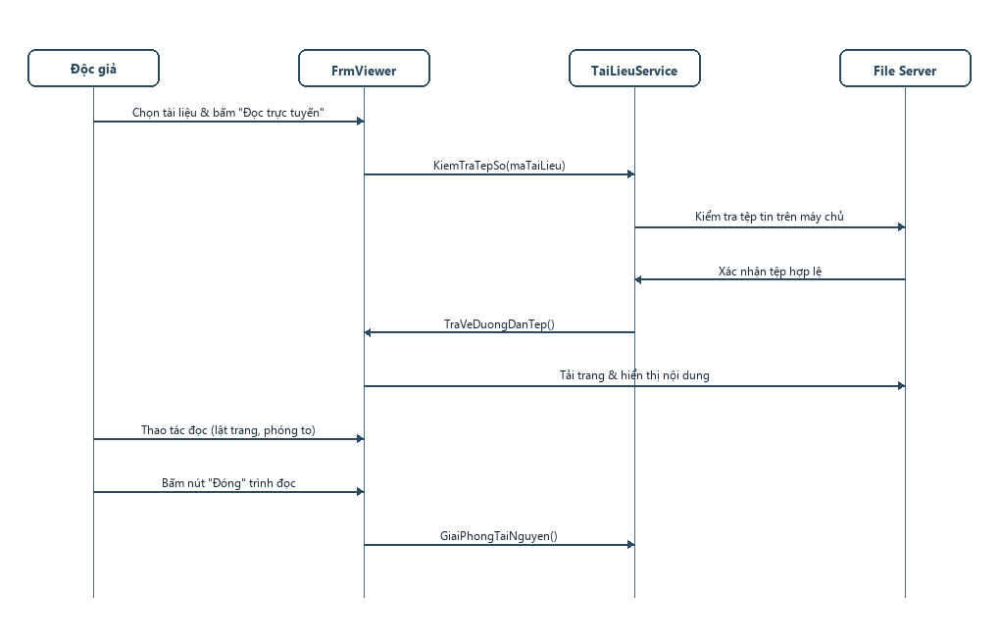 Độc giả
FrmViewer
TaiLieuService
File Server
Chọn tài liệu & bấm "Đọc trực tuyến"
KiemTraTepSo(maTaiLieu)
Kiểm tra tệp tin trên máy chủ
Xác nhận tệp hợp lệ
TraVeDuongDanTep()
Tải trang & hiển thị nội dung
Thao tác đọc (lật trang, phóng to)
Bấm nút "Đóng" trình đọc
GiaiPhongTaiNguyen()